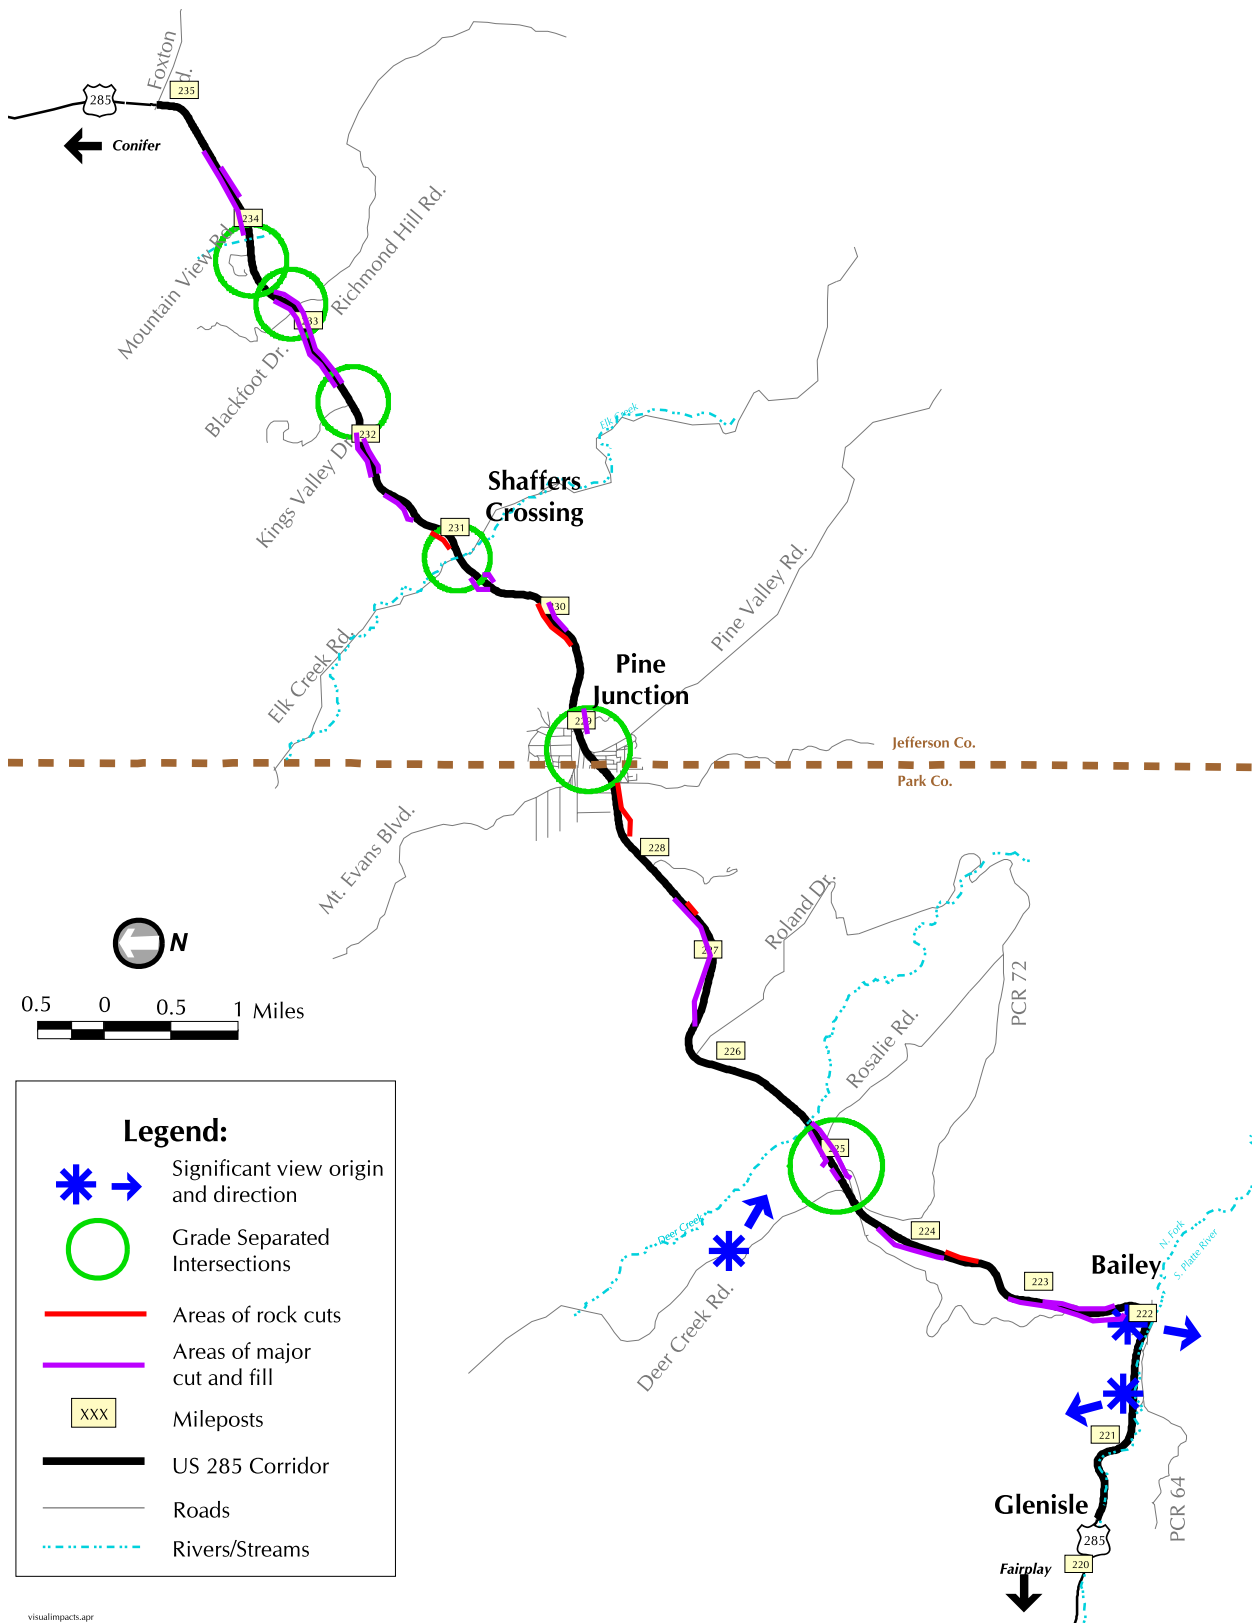 Foxton
Rd.
235
285
Conifer
234
Mountain View Rd.
Richmond Hill Rd.
233
Blackfoot Dr.
232
Kings Valley Dr.
Elk Creek
Shaffers
Crossing
231
230
Pine Valley Rd.
Elk Creek Rd.
Pine
Junction
229
Jefferson Co.
Park Co.
Mt. Evans Blvd.
228
Roland Dr.
N
227
PCR 72
0.5 0 0.5 1 Miles
226
Rosalie Rd.
Legend:
Significant view origin
and direction
Grade Separated
Intersections
Areas of rock cuts
Areas of major
cut and fill
XXX
Mileposts
US 285 Corridor
Roads
Rivers/Streams
225
Deer Creek
224
N. Fork
S. Platte River
Bailey
223
222
Deer Creek Rd.
221
Glenisle
PCR 64
285
220
Fairplay
visualimpacts.apr